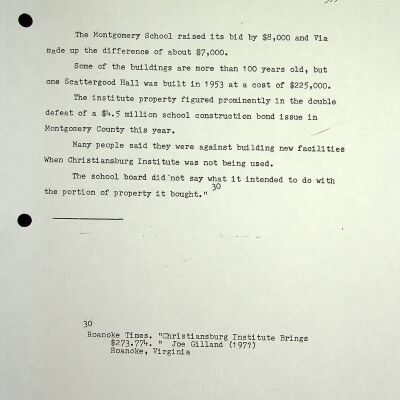 The Montgomery School raised its bid by $8,000 and Via
made up the difference of about $7,000.
Some of the buildings are more than 100 years old, but
one Scattergood Hall was built in 1953 at a cost of $225,000.
The institute property figured prominently in the double
defeat of a $4.5 million school construction bond issue in
Montgomery County this year.
Many people said they were against building new facilities
When Christiansburg Institute was not being used.
The school board did not say what it intended to do with
the portion of property it bought." 30
30
Roanoke Times. "Christiansburg Institute Brings
$273.774. " Joe Gilland (197?)
Roanoke, Virginia